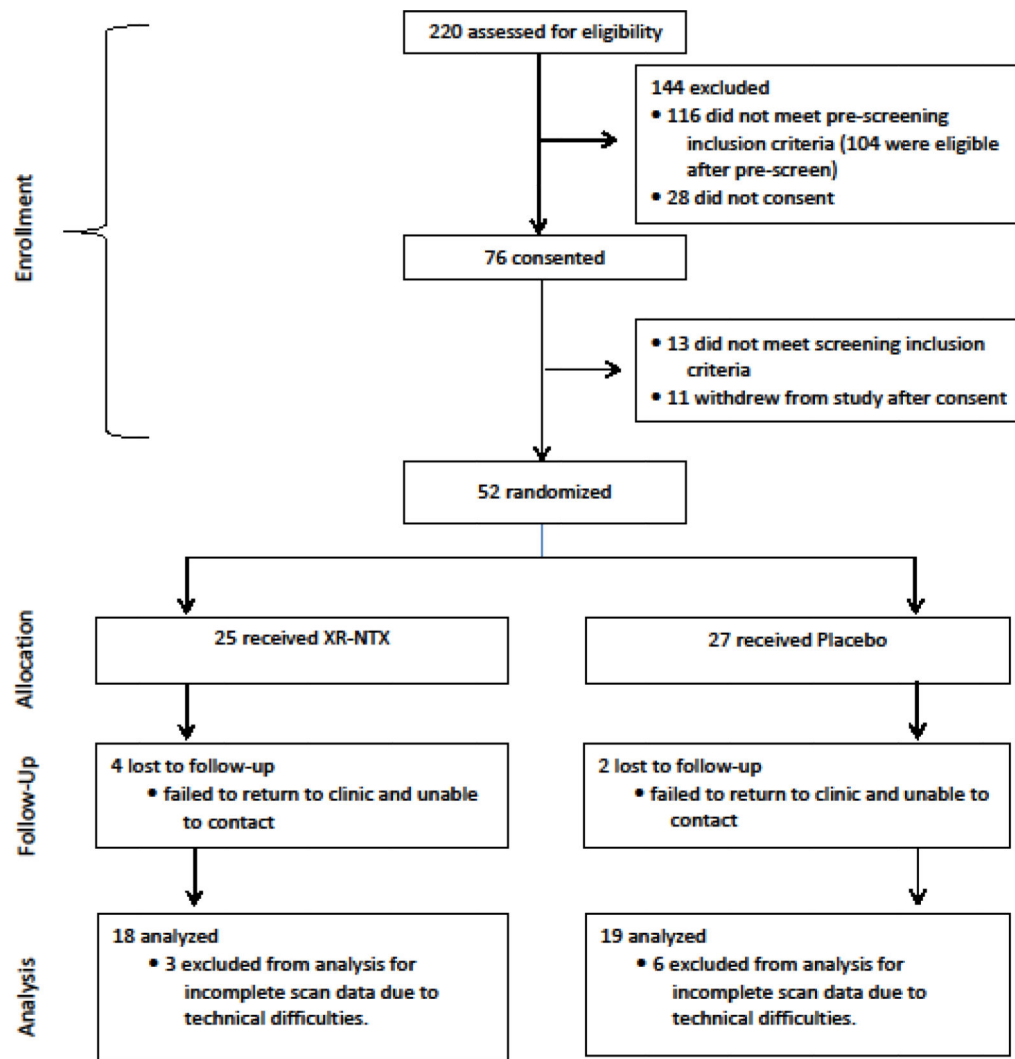 220 assessed for eligibility
144 excluded
• 116 did not meet pre-screening
inclusion criteria (104 were eligible
after pre-screen)
• 28 did not consent
Enrollment
76 consented
• 13 did not meet screening inclusion
criteria
• 11 withdrew from study after consent
52 randomized
Allocation
25 received XR-NTX
27 received Placebo
Follow-Up
4 lost to follow-up
• failed to return to clinic and unable
to contact
2 lost to follow-up
• failed to return to clinic and unable to
contact
Analysis
18 analyzed
• 3 excluded from analysis for
incomplete scan data due to
technical difficulties.
19 analyzed
• 6 excluded from analysis for
incomplete scan data due to
technical difficulties.